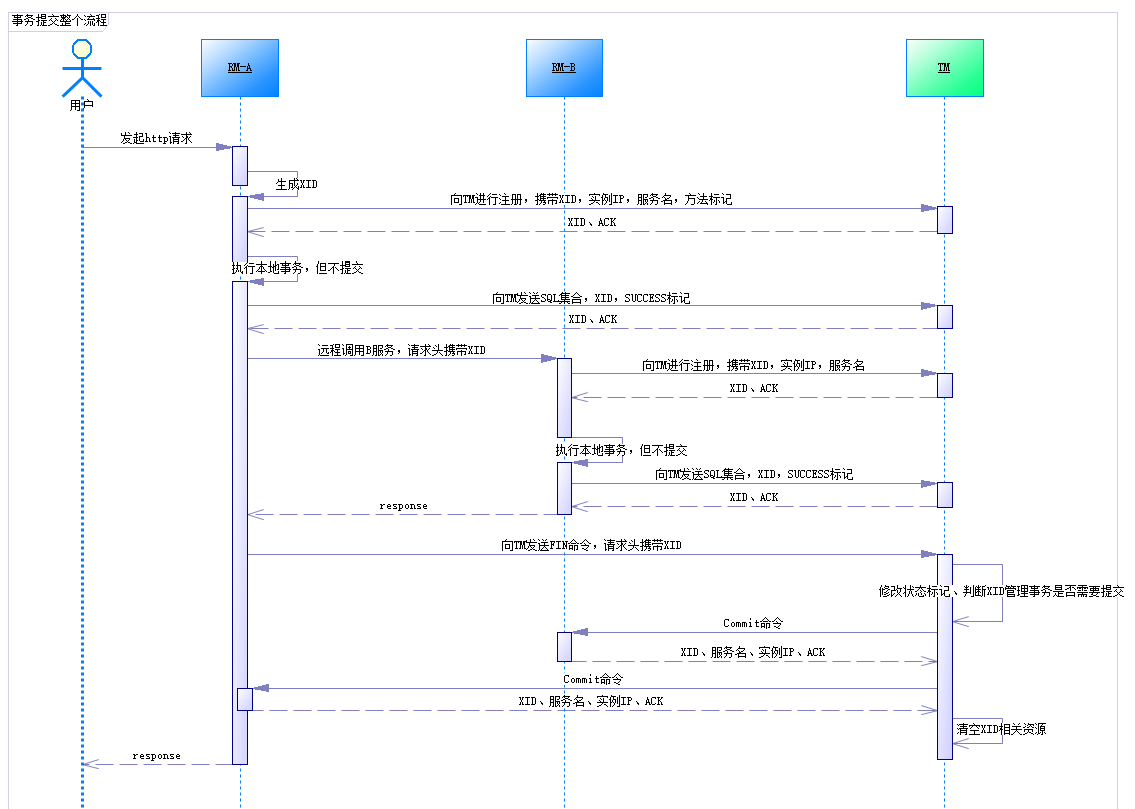 事务提交整个流程
RM-A
RM-B
TM
用户
发起http请求
生成XID
向TM进行注册，携带XID，实例IP，服务名，方法标记
XID、ACK
执行本地事务，但不提交
向TM发送SQL集合，XID，SUCCESS标记
XID、ACK
远程调用B服务，请求头携带XID
向TM进行注册，携带XID，实例IP，服务名
XID、ACK
执行本地事务，但不提交
向TM发送SQL集合，XID，SUCCESS标记
XID、ACK
response
向TM发送FIN命令，请求头携带XID
修改状态标记、判断XID管理事务是否需要提交
Commit命令
XID、服务名、实例IP、ACK
Commit命令
XID、服务名、实例IP、ACK
清空XID相关资源
response